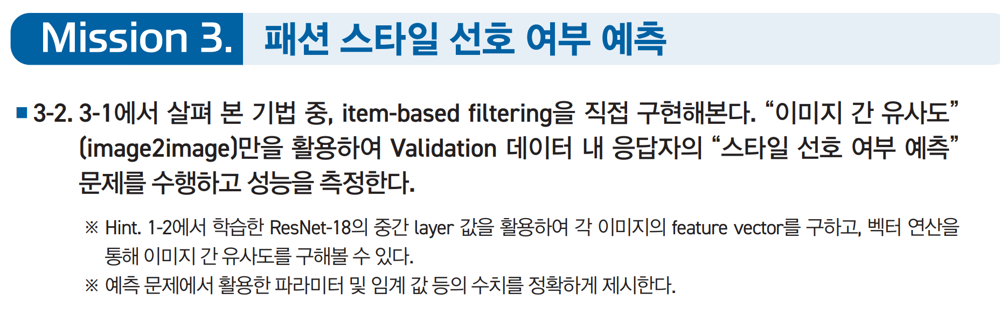 Mission 3. 패션 스타일 선호 여부 예측
■ 3-2. 3-1에서 살펴 본 기법 중, item-based filtering을 직접 구현해본다. “이미지 간 유사도”
(image2image)만을 활용하여 Validation 데이터 내 응답자의 “스타일 선호 여부 예측”
문제를 수행하고 성능을 측정한다.
※ Hint. 1-2에서 학습한 ResNet-18의 중간 layer 값을 활용하여 각 이미지의 feature vector를 구하고, 벡터 연산을
통해 이미지 간 유사도를 구해볼 수 있다.
※ 예측 문제에서 활용한 파라미터 및 임계 값 등의 수치를 정확하게 제시한다.